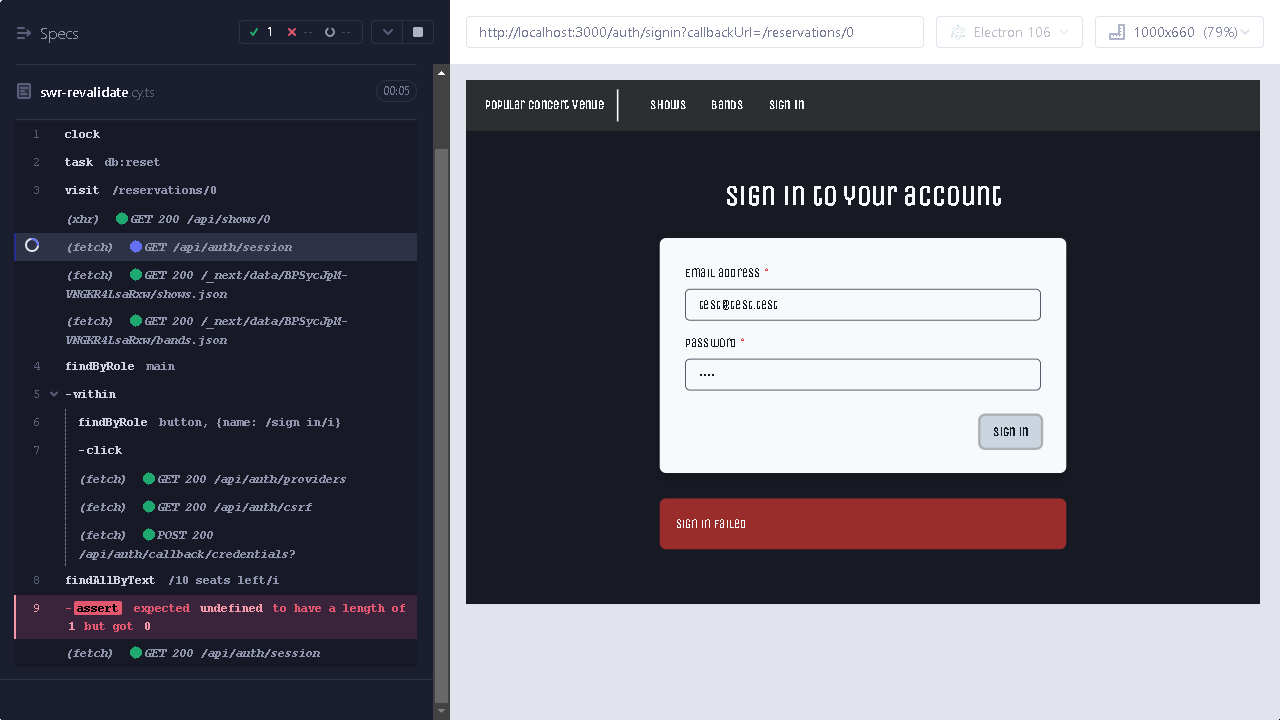 Specs
1 -- --
swr-revalidate cy.ts 00:05
1 clock
2 task db:reset
3 visit /reservations/0
(xhr) GET 200 /api/shows/0
(fetch) GET /api/auth/session
(fetch) GET 200 /_next/data/BPSycJpM-
VNGKR4LsaRxw/shows.json
(fetch) GET 200 /_next/data/BPSycJpM-
VNGKR4LsaRxw/bands.json
4 findByRole main
5 -within
6 findByRole button, {name: /sign in/i}
7 -click
(fetch) GET 200 /api/auth/providers
(fetch) GET 200 /api/auth/csrf
(fetch) POST 200
/api/auth/callback/credentials?
8 findAllByText /10 seats left/i
9 -assert expected undefined to have a length of
1 but got 0
(fetch) GET 200 /api/auth/session
http://localhost:3000/auth/signin?callbackUrl=/reservations/0
Electron 106
1000x660 (79%)
Popular Concert Venue
Shows Bands Sign in
Sign in to your account
Email address *
test@test.test
Password *
••••
Sign in
Sign in failed